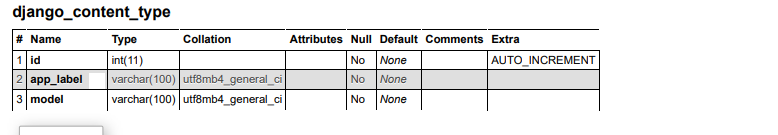 django_content_type
# Name Type Collation Attributes Null Default Comments Extra
1 id int(11) No None AUTO_INCREMENT
2 app_label varchar(100) utf8mb4_general_ci No None
3 model varchar(100) utf8mb4_general_ci No None